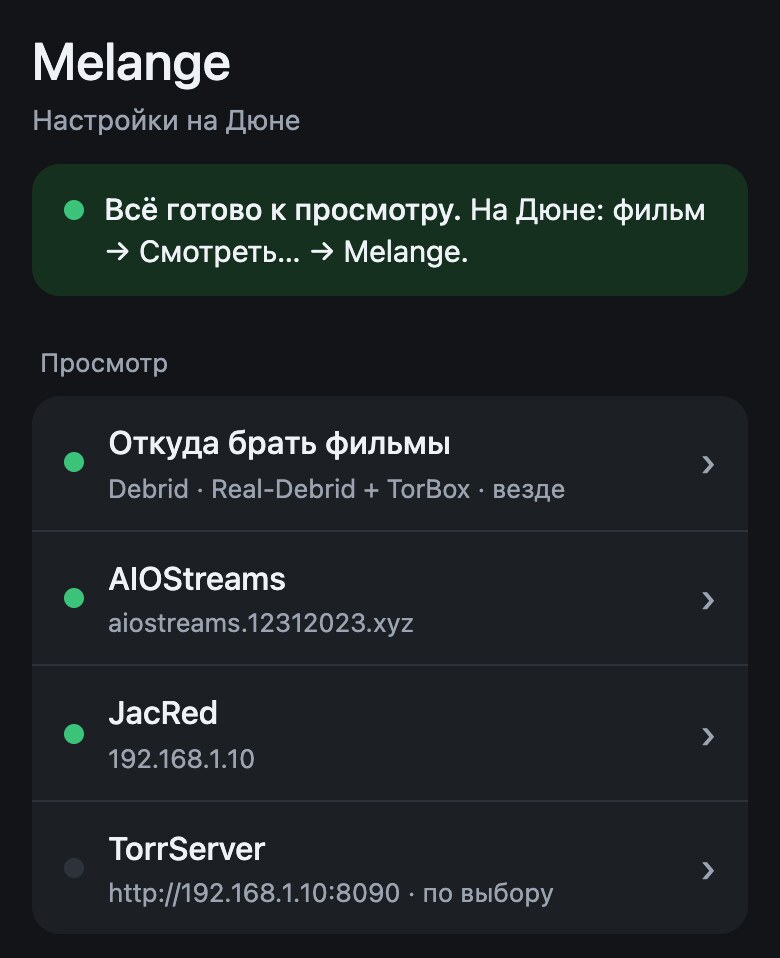 Melange
Настройки на Дюне
Всё готово к просмотру. На Дюне: фильм
→ Смотреть... → Melange.
Просмотр
Откуда брать фильмы
Debrid · Real-Debrid + TorBox · везде
AIOStreams
aiostreams.12312023.xyz
JacRed
192.168.1.10
TorrServer
http://192.168.1.10:8090 · по выбору